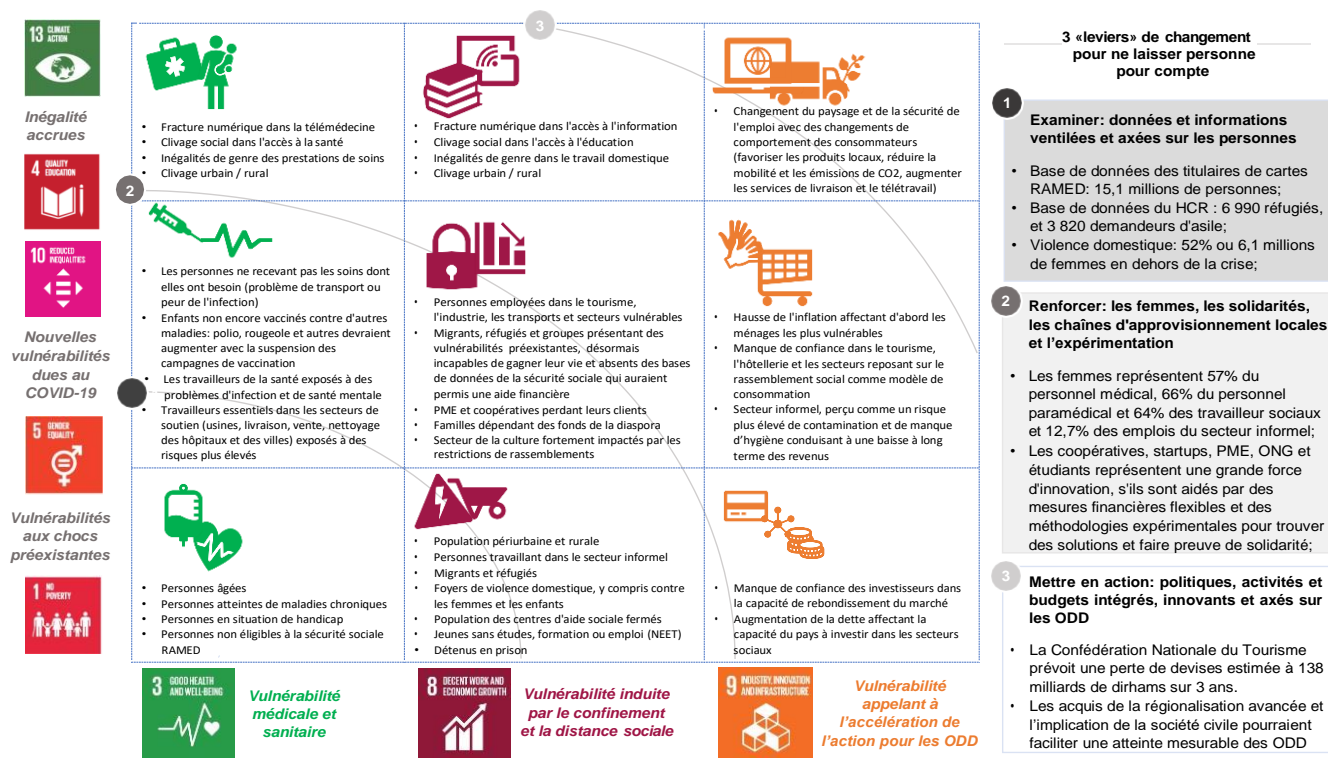 13 CLIMATE
ACTION
Inégalité
accrues
4 QUALITY
EDUCATION
10 REDUCED
INEQUALITIES
Nouvelles
vulnérabilités
dues au
COVID-19
5 GENDER
EQUALITY
Vulnérabilités
aux chocs
préexistantes
1 NO
POVERTY
2
3
• Fracture numérique dans la télémédecine
• Clivage social dans l'accès à la santé
• Inégalités de genre des prestations de soins
• Clivage urbain / rural
• Fracture numérique dans l'accès à l'information
• Clivage social dans l'accès à l'éducation
• Inégalités de genre dans le travail domestique
• Clivage urbain / rural
• Changement du paysage et de la sécurité de
l'emploi avec des changements de
comportement des consommateurs
(favoriser les produits locaux, réduire la
mobilité et les émissions de CO2, augmenter
les services de livraison et le télétravail)
• Les personnes ne recevant pas les soins dont
elles ont besoin (problème de transport ou
peur de l'infection)
• Enfants non encore vaccinés contre d'autres
maladies: polio, rougeole et autres devraient
augmenter avec la suspension des
campagnes de vaccination
• Les travailleurs de la santé exposés à des
problèmes d'infection et de santé mentale
• Travailleurs essentiels dans les secteurs de
soutien (usines, livraison, vente, nettoyage
des hôpitaux et des villes) exposés à des
risques plus élevés
• Personnes employées dans le tourisme,
l'industrie, les transports et secteurs vulnérables
• Migrants, réfugiés et groupes présentant des
vulnérabilités préexistantes, désormais
incapables de gagner leur vie et absents des bases
de données de la sécurité sociale qui auraient
permis une aide financière
• PME et coopératives perdant leurs clients
• Familles dépendant des fonds de la diaspora
• Secteur de la culture fortement impactés par les
restrictions de rassemblements
• Hausse de l'inflation affectant d'abord les
ménages les plus vulnérables
• Manque de confiance dans le tourisme,
l'hôtellerie et les secteurs reposant sur le
rassemblement social comme modèle de
consommation
• Secteur informel, perçu comme un risque
plus élevé de contamination et de manque
d’hygiène conduisant à une baisse à long
terme des revenus
• Personnes âgées
• Personnes atteintes de maladies chroniques
• Personnes en situation de handicap
• Personnes non éligibles à la sécurité sociale
RAMED
• Population périurbaine et rurale
• Personnes travaillant dans le secteur informel
• Migrants et réfugiés
• Foyers de violence domestique, y compris contre
les femmes et les enfants
• Population des centres d'aide sociale fermés
• Jeunes sans études, formation ou emploi (NEET)
• Détenus en prison
• Manque de confiance des investisseurs dans
la capacité de rebondissement du marché
• Augmentation de la dette affectant la
capacité du pays à investir dans les secteurs
sociaux
3 GOOD HEALTH
AND WELL-BEING
Vulnérabilité
médicale et
sanitaire
8 DECENT WORK AND
ECONOMIC GROWTH
Vulnérabilité induite
par le confinement
et la distance sociale
9 INDUSTRY, INNOVATION
AND INFRASTRUCTURE
Vulnérabilité
appelant à
l’accélération de
l’action pour les ODD
3 «leviers» de changement
pour ne laisser personne
pour compte
1
Examiner: données et informations
ventilées et axées sur les personnes
• Base de données des titulaires de cartes
RAMED: 15,1 millions de personnes;
• Base de données du HCR : 6 990 réfugiés,
et 3 820 demandeurs d'asile;
• Violence domestique: 52% ou 6,1 millions
de femmes en dehors de la crise;
2
Renforcer: les femmes, les solidarités,
les chaînes d'approvisionnement locales
et l’expérimentation
• Les femmes représentent 57% du
personnel médical, 66% du personnel
paramédical et 64% des travailleur sociaux
et 12,7% des emplois du secteur informel;
• Les coopératives, startups, PME, ONG et
étudiants représentent une grande force
d'innovation, s'ils sont aidés par des
mesures financières flexibles et des
méthodologies expérimentales pour trouver
des solutions et faire preuve de solidarité;
3
Mettre en action: politiques, activités et
budgets intégrés, innovants et axés sur
les ODD
• La Confédération Nationale du Tourisme
prévoit une perte de devises estimée à 138
milliards de dirhams sur 3 ans.
• Les acquis de la régionalisation avancée et
l’implication de la société civile pourraient
faciliter une atteinte mesurable des ODD